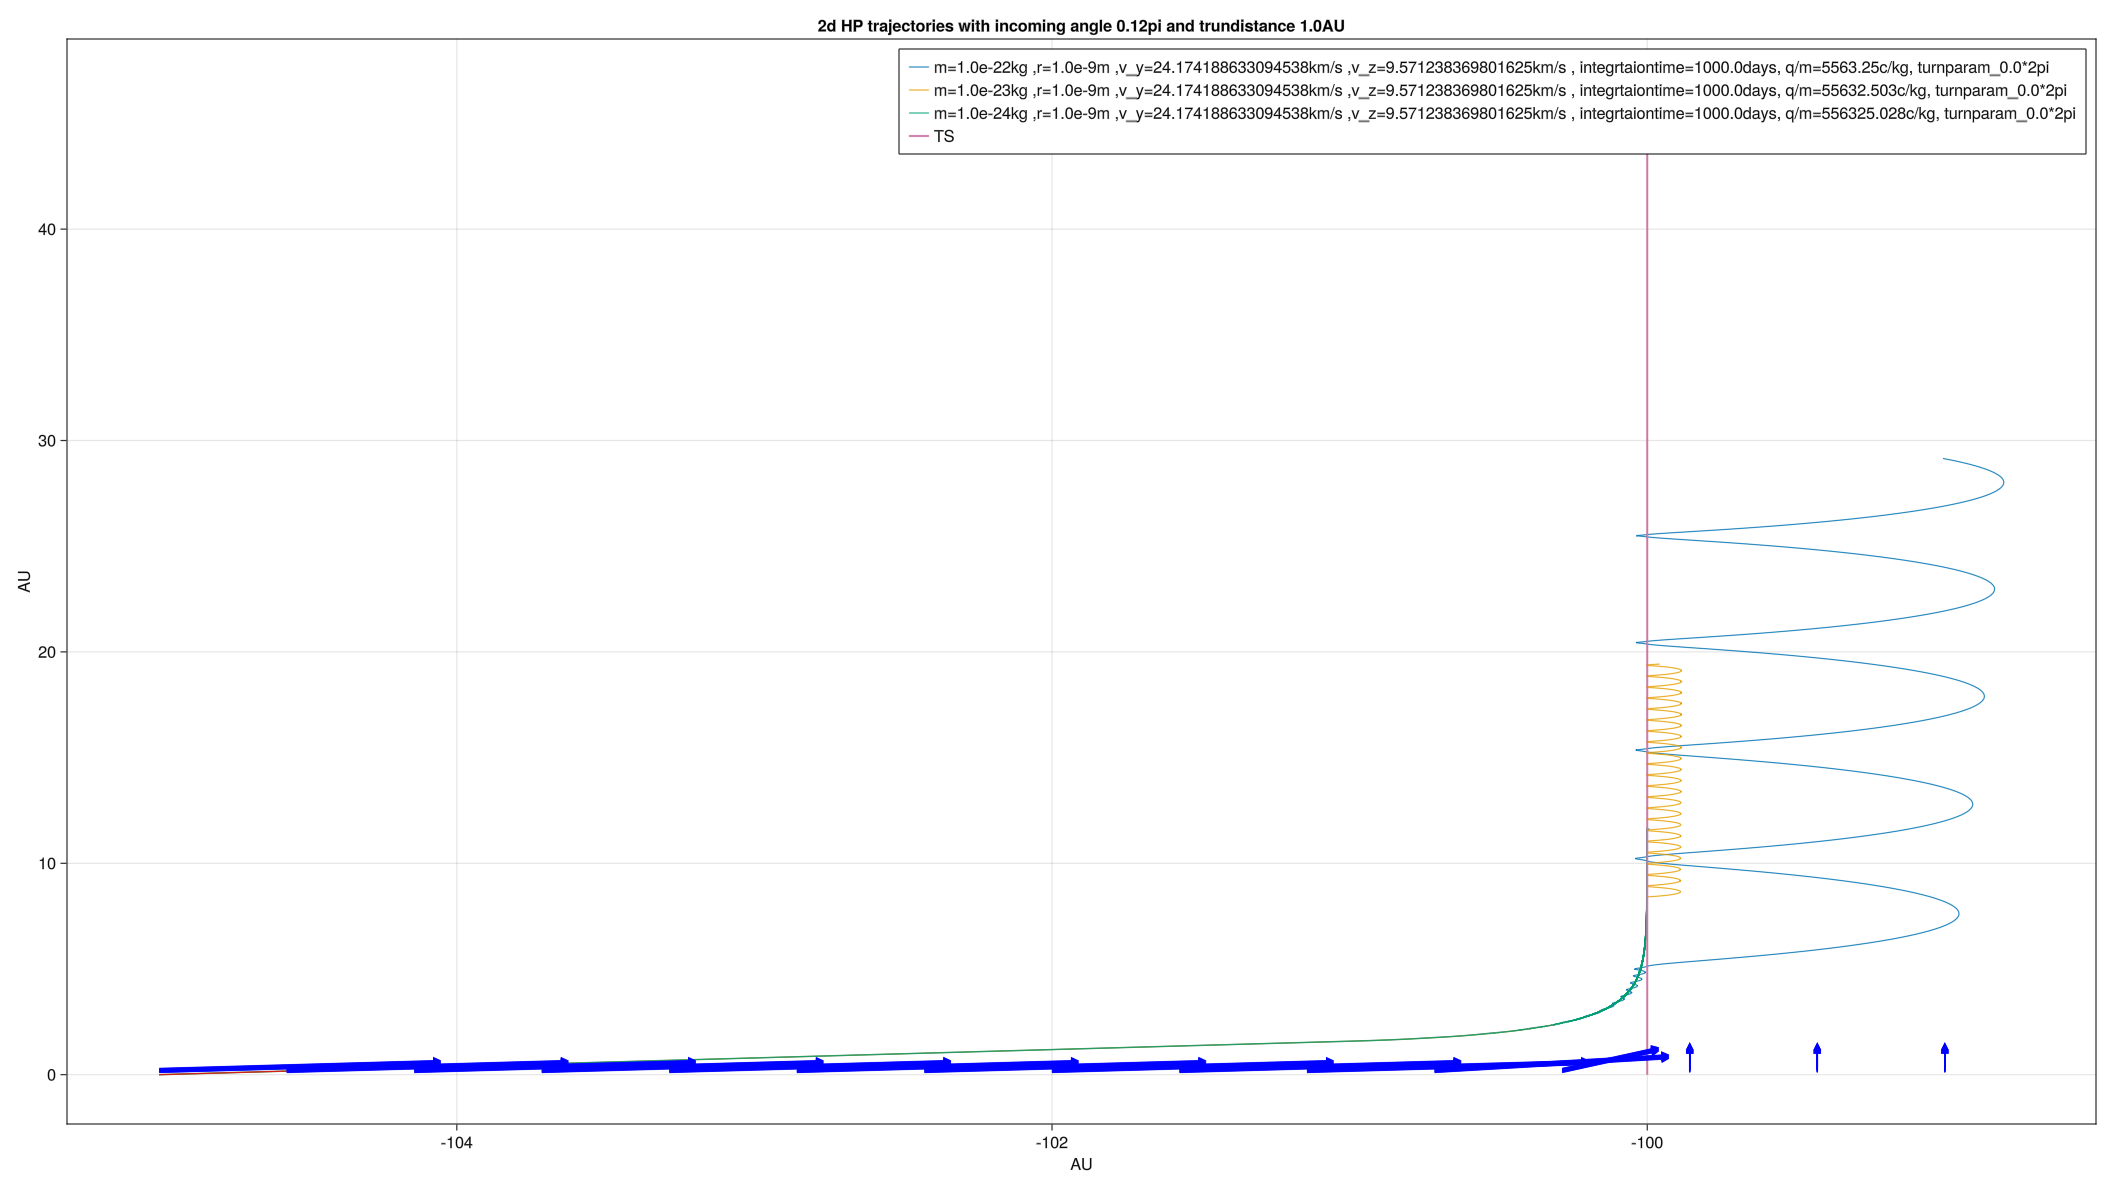 2d HP trajectories with incoming angle 0.12pi and trundistance 1.0AU
m=1.0e-22kg ,r=1.0e-9m ,v_y=24.174188633094538km/s ,v_z=9.571238369801625km/s , integrtaiontime=1000.0days, q/m=5563.25c/kg, turnparam_0.0*2pi
m=1.0e-23kg ,r=1.0e-9m ,v_y=24.174188633094538km/s ,v_z=9.571238369801625km/s , integrtaiontime=1000.0days, q/m=55632.503c/kg, turnparam_0.0*2pi
m=1.0e-24kg ,r=1.0e-9m ,v_y=24.174188633094538km/s ,v_z=9.571238369801625km/s , integrtaiontime=1000.0days, q/m=556325.028c/kg, turnparam_0.0*2pi
TS
40
30
AU
20
10
0
-104
-102
-100
AU